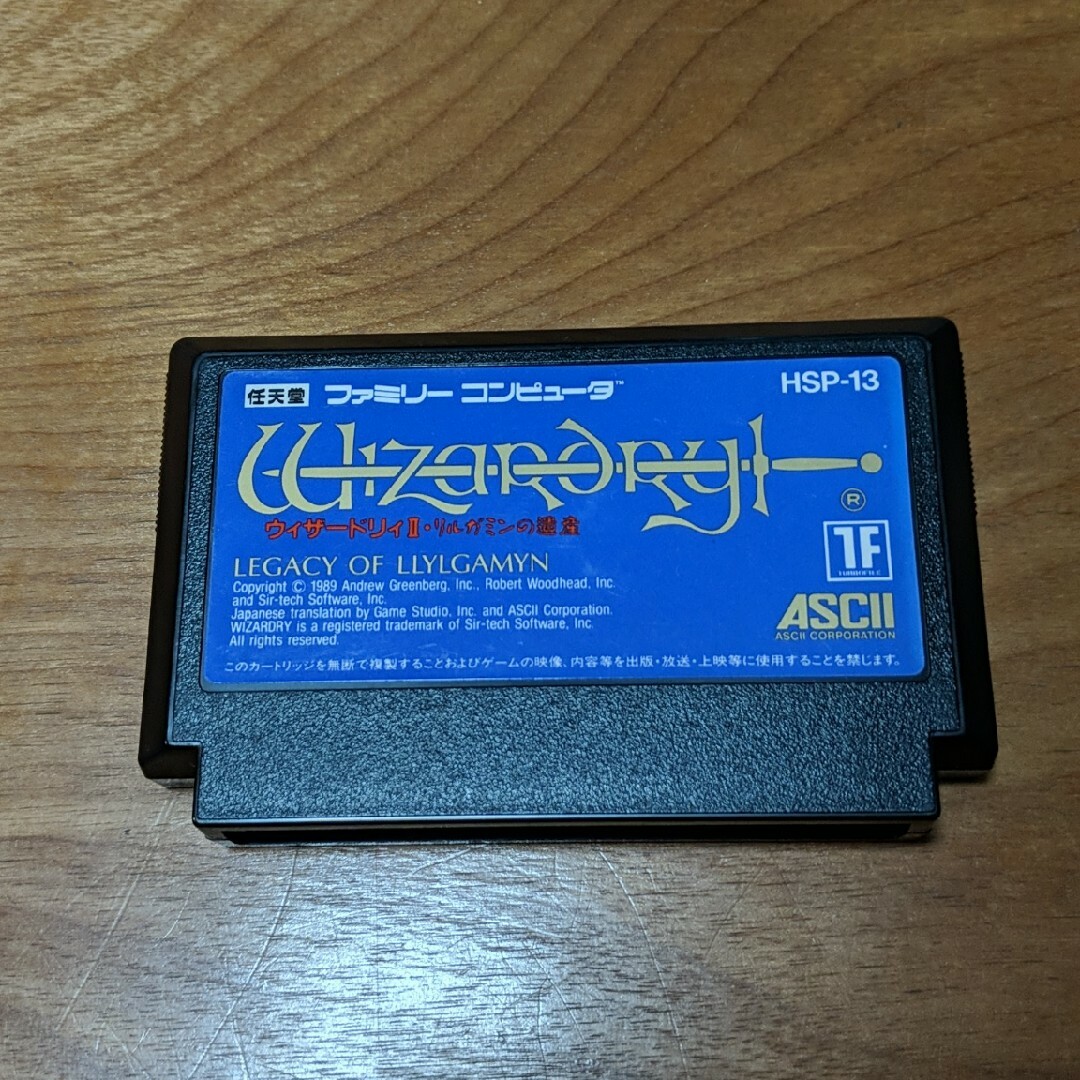 任天堂 ファミリーコンピュータ™ HSP-13
Wizardry®
ウィザードリィII・リルガミンの遺産
LEGACY OF LLYLGAMYN
Copyright © 1989 Andrew Greenberg, Inc., Robert Woodhead, Inc.
and Sir-tech Software, Inc.
Japanese translation by Game Studio, Inc. and ASCII Corporation.
WIZARDRY is a registered trademark of Sir-tech Software, Inc.
All rights reserved.
TF
TURBOFILE
ASCII
ASCII CORPORATION
このカートリッジを無断で複製することおよびゲームの映像、内容等を出版・放送・上映等に使用することを禁じます。